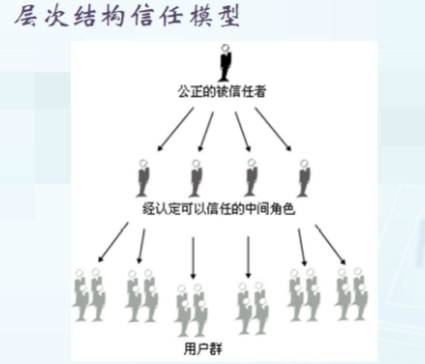 层次结构信任模型
公正的被信任者
经认定可以信任的中间角色
用户群